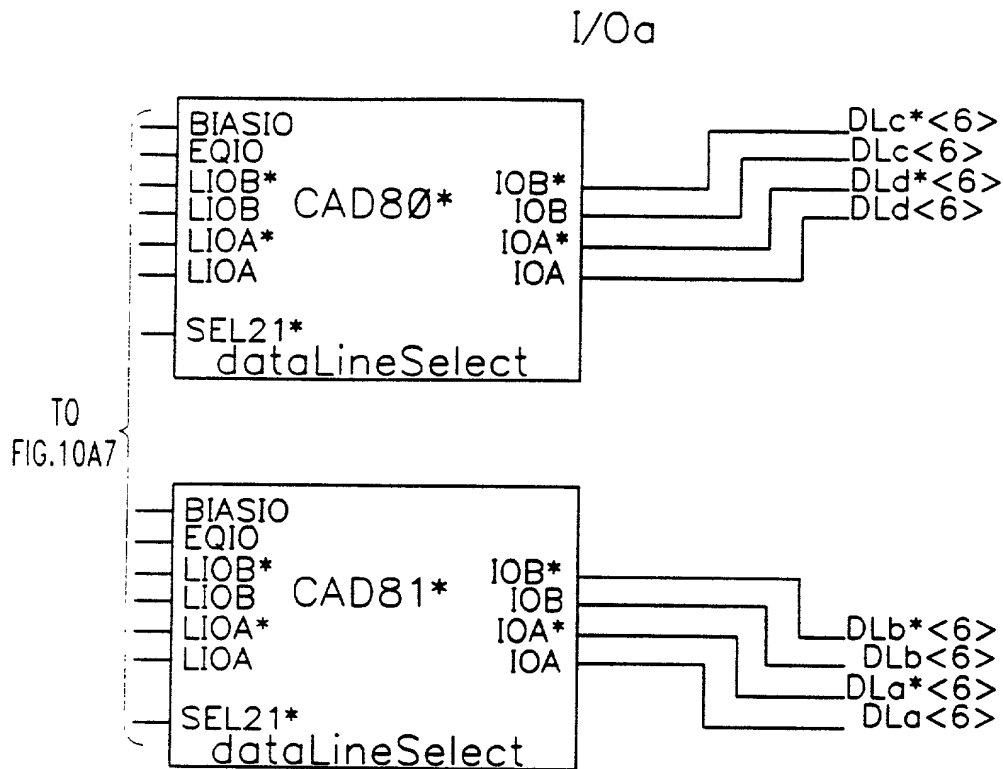 I/Oa
BIASIO
EQIO
LIOB*
LIOB
LIOA*
LIOA
SEL21*
CAD80*
dataLineSelect
IOB*
IOB
IOA*
IOA
DLc*<6>
DLc<6>
DLd*<6>
DLd<6>
TO
FIG.10A7
BIASIO
EQIO
LIOB*
LIOB
LIOA*
LIOA
SEL21*
CAD81*
dataLineSelect
IOB*
IOB
IOA*
IOA
DLb*<6>
DLb<6>
DLa*<6>
DLa<6>